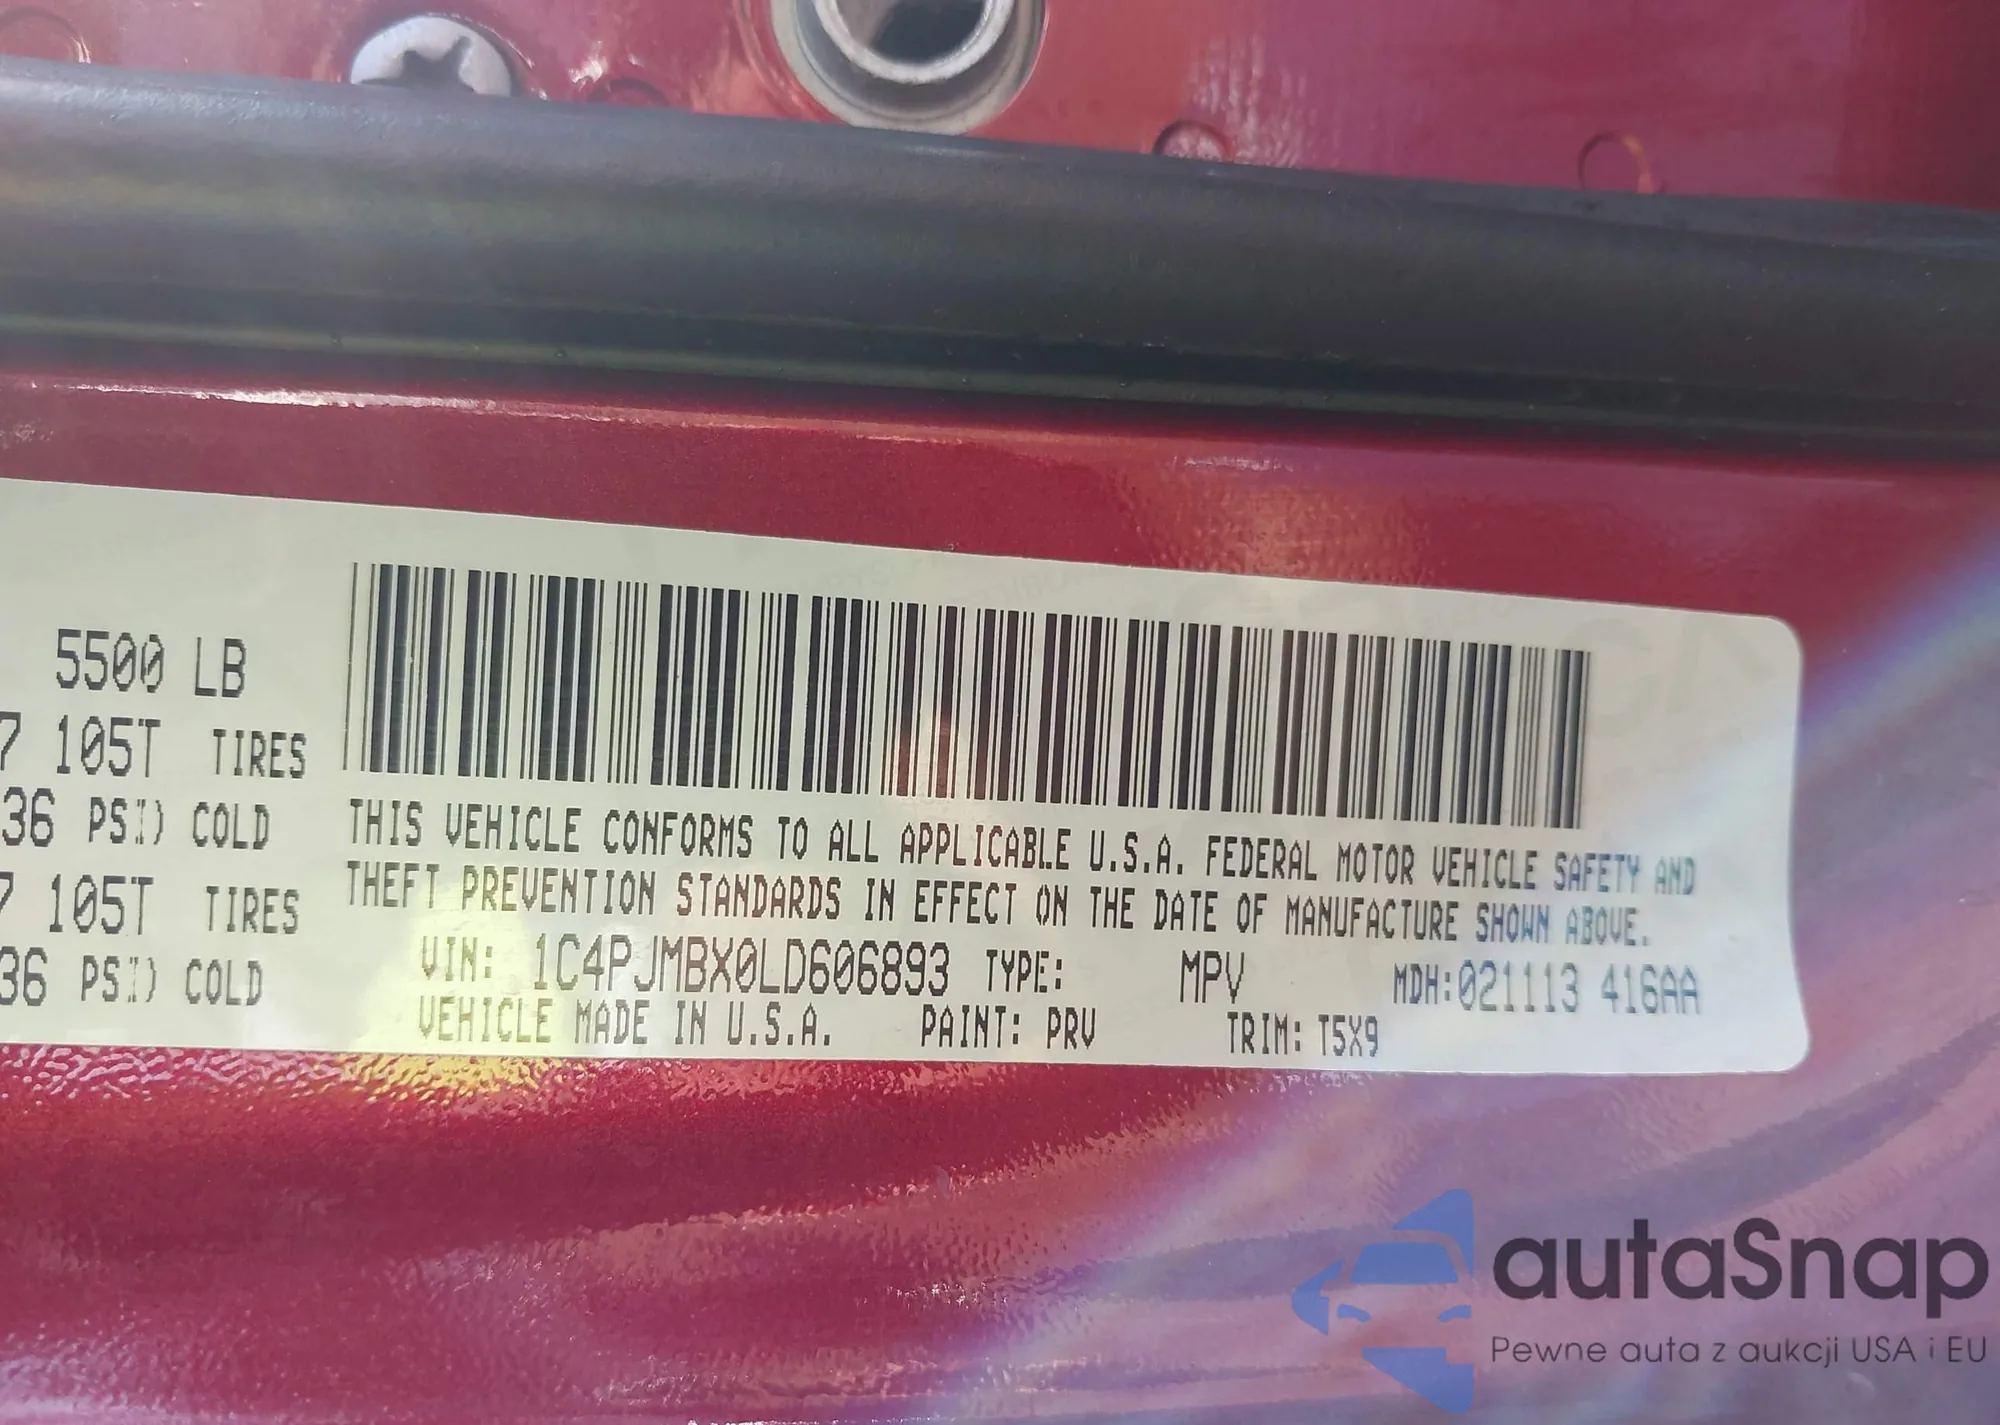 5500 LB
7 105T TIRES
36 PSI) COLD
7 105T TIRES
36 PSI) COLD
THIS VEHICLE CONFORMS TO ALL APPLICABLE U.S.A. FEDERAL MOTOR VEHICLE SAFETY AND
THEFT PREVENTION STANDARDS IN EFFECT ON THE DATE OF MANUFACTURE SHOWN ABOVE.
VIN: 1C4PJMBX0LD606893 TYPE: MPV MDH:021113 416AA
VEHICLE MADE IN U.S.A. PAINT: PRV TRIM: T5X9
autaSnap
Pewne auta z aukcji USA i EU